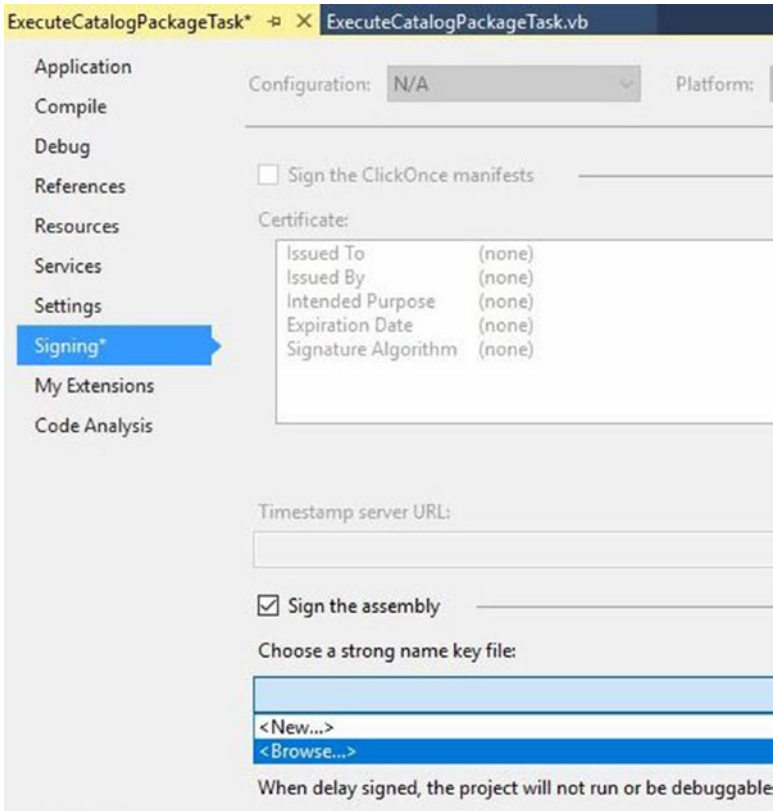 ExecuteCatalogPackageTask* ExecuteCatalogPackageTask.vb
Application
Compile
Debug
References
Resources
Services
Settings
Signing*
My Extensions
Code Analysis
Configuration: N/A Platform:
Sign the ClickOnce manifests
Certificate:
Issued To (none)
Issued By (none)
Intended Purpose (none)
Expiration Date (none)
Signature Algorithm (none)
Timestamp server URL:
Sign the assembly
Choose a strong name key file:
<New...>
<Browse...>
When delay signed, the project will not run or be debuggable